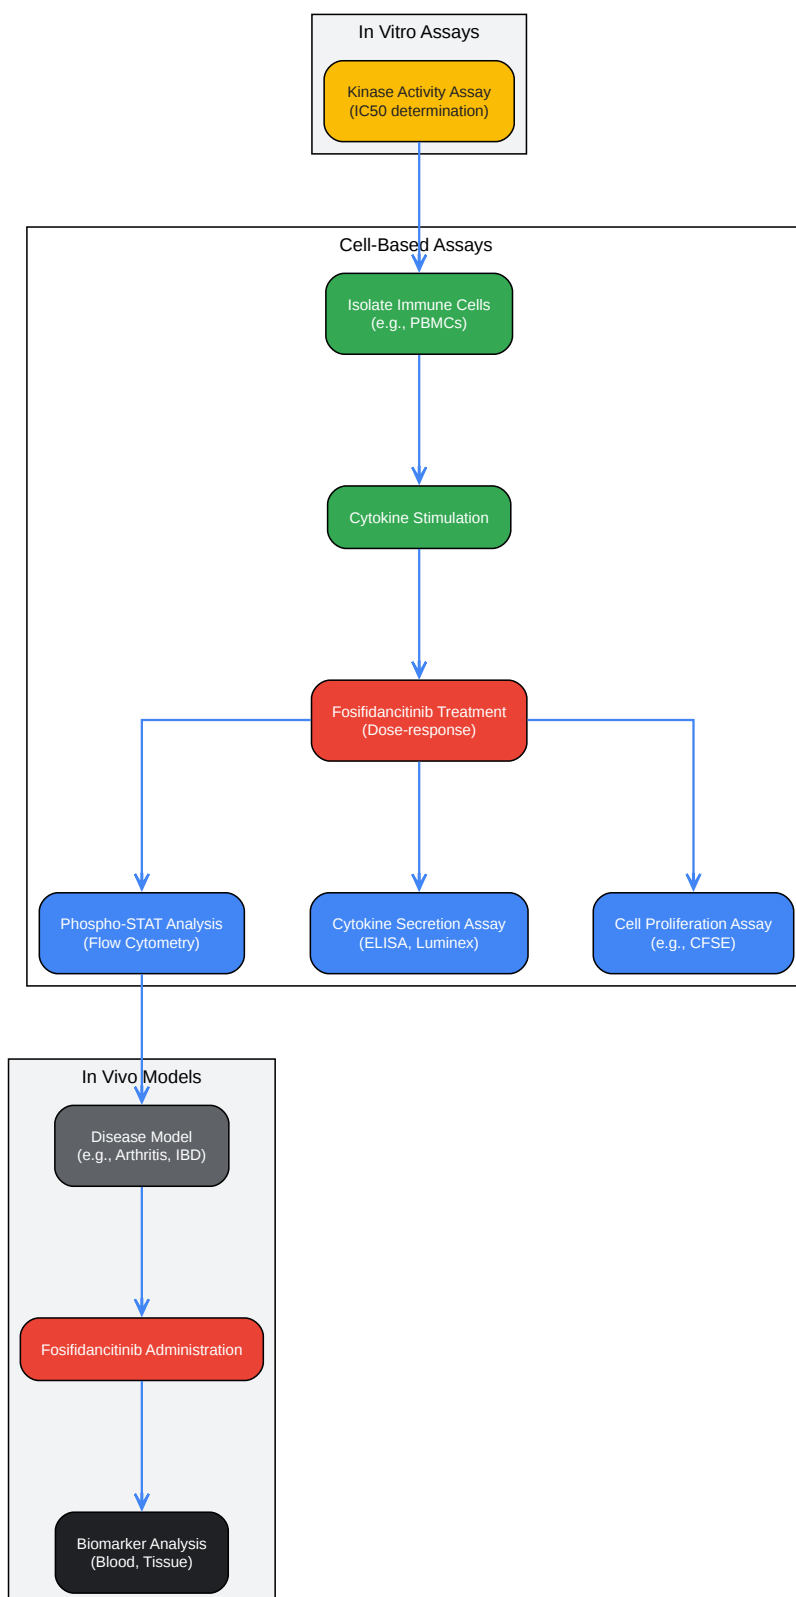 In Vitro Assays
Kinase Activity Assay
(IC50 determination)
Cell-Based Assays
Isolate Immune Cells
(e.g., PBMCs)
Cytokine Stimulation
Fosifidancitinib Treatment
(Dose-response)
Phospho-STAT Analysis
(Flow Cytometry)
Cytokine Secretion Assay
(ELISA, Luminex)
Cell Proliferation Assay
(e.g., CFSE)
In Vivo Models
Disease Model
(e.g., Arthritis, IBD)
Fosifidancitinib Administration
Biomarker Analysis
(Blood, Tissue)